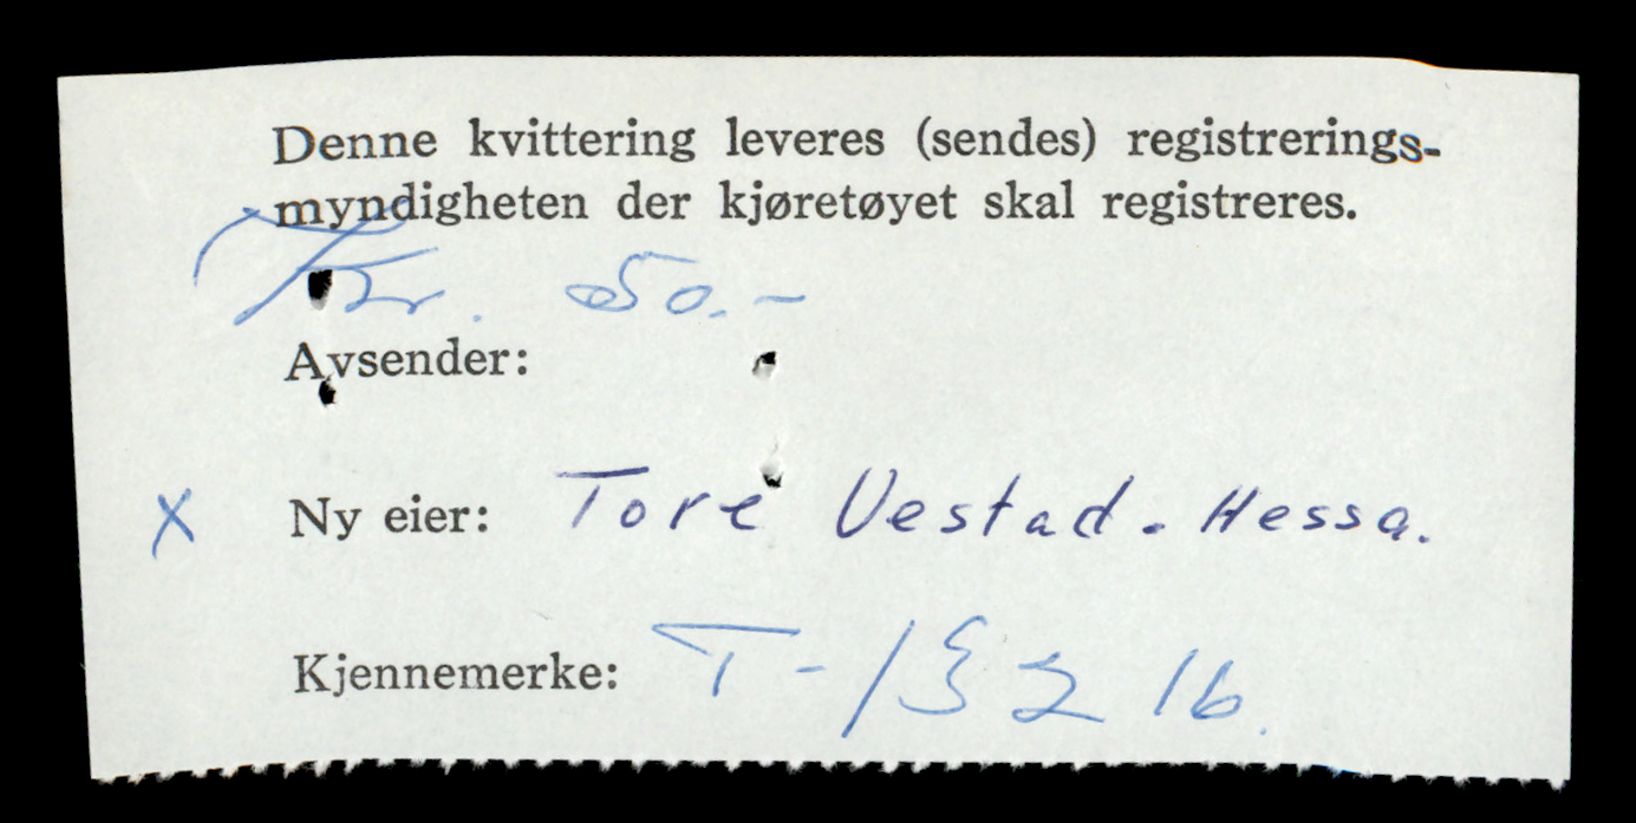 Denne kvittering leveres (sendes) registrerings-
myndigheten der kjøretøyet skal registreres.
Kr. 50.-
Avsender:
X Ny eier: Tore Vestad. Hessa.
Kjennemerke: T-13216.